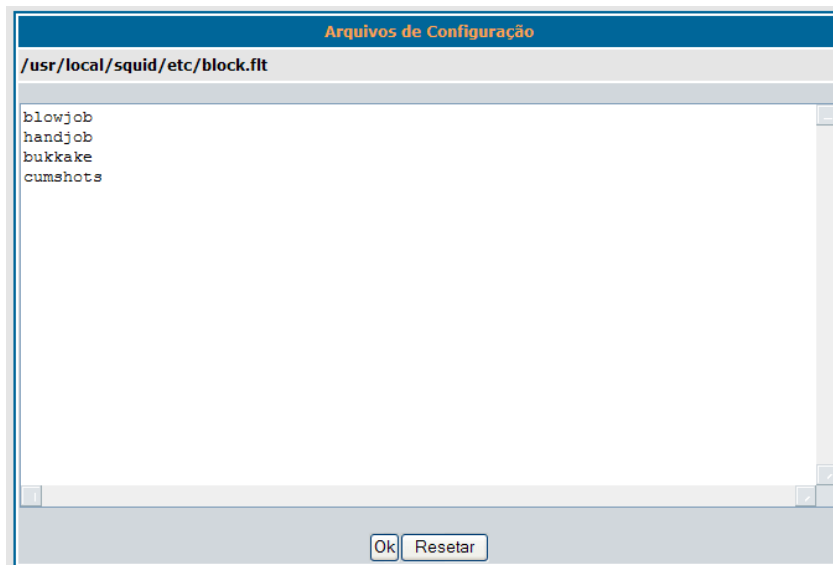 Arquivos de Configuração
/usr/local/squid/etc/block.flt
blowjob
handjob
bukkake
cumshots
Ok Resetar